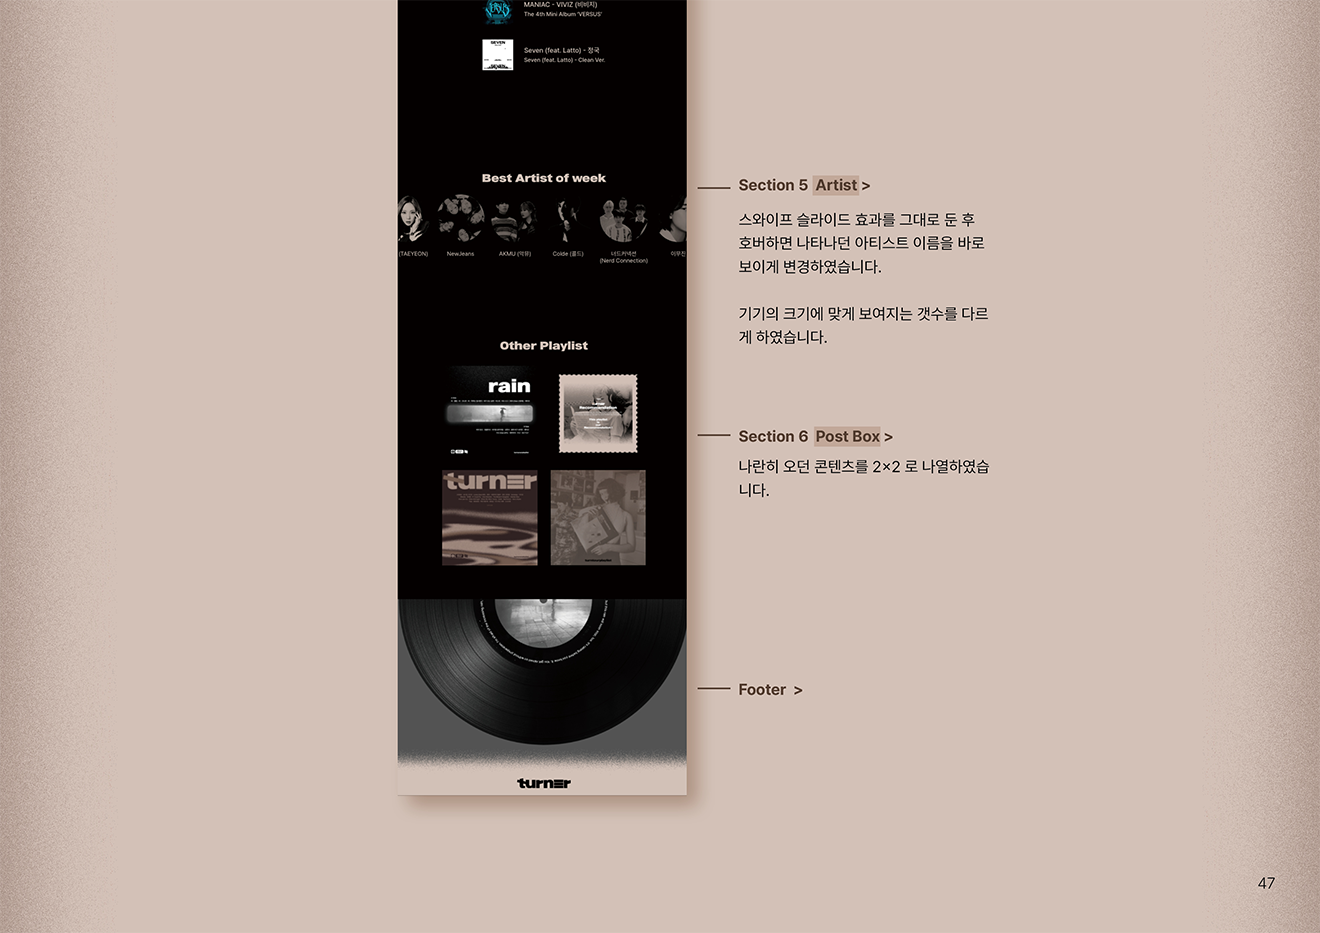 MANIAC - VIVIZ (비비지)
The 4th Mini Album 'VERSUS'
SEVEN
Seven (feat. Latto) - 정국
Seven (feat. Latto) - Clean Ver.
Best Artist of week
(TAEYEON)
NewJeans
AKMU (악뮤)
Colde (콜드)
너드커넥션
(Nerd Connection)
이무진
Other Playlist
rain
turner
turner
Section 5 Artist >
스와이프 슬라이드 효과를 그대로 둔 후
호버하면 나타나던 아티스트 이름을 바로
보이게 변경하였습니다.
기기의 크기에 맞게 보여지는 갯수를 다르
게 하였습니다.
Section 6 Post Box >
나란히 오던 콘텐츠를 2×2 로 나열하였습
니다.
Footer >
47